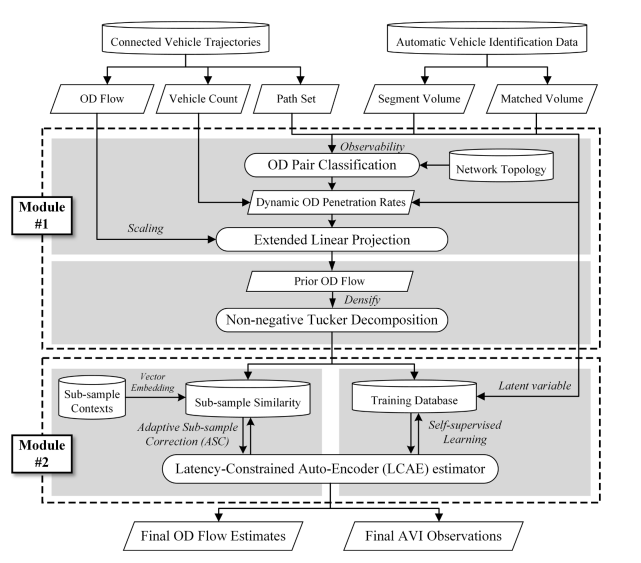 Connected Vehicle Trajectories
Automatic Vehicle Identification Data
OD Flow
Vehicle Count
Path Set
Segment Volume
Matched Volume
Observability
OD Pair Classification
Network Topology
Module
#1
Dynamic OD Penetration Rates
Scaling
Extended Linear Projection
Prior OD Flow
Densify
Non-negative Tucker Decomposition
Sub-sample
Contexts
Vector
Embedding
Sub-sample Similarity
Training Database
Latent variable
Adaptive Sub-sample
Correction (ASC)
Self-supervised
Learning
Module
#2
Latency-Constrained Auto-Encoder (LCAE) estimator
Final OD Flow Estimates
Final AVI Observations